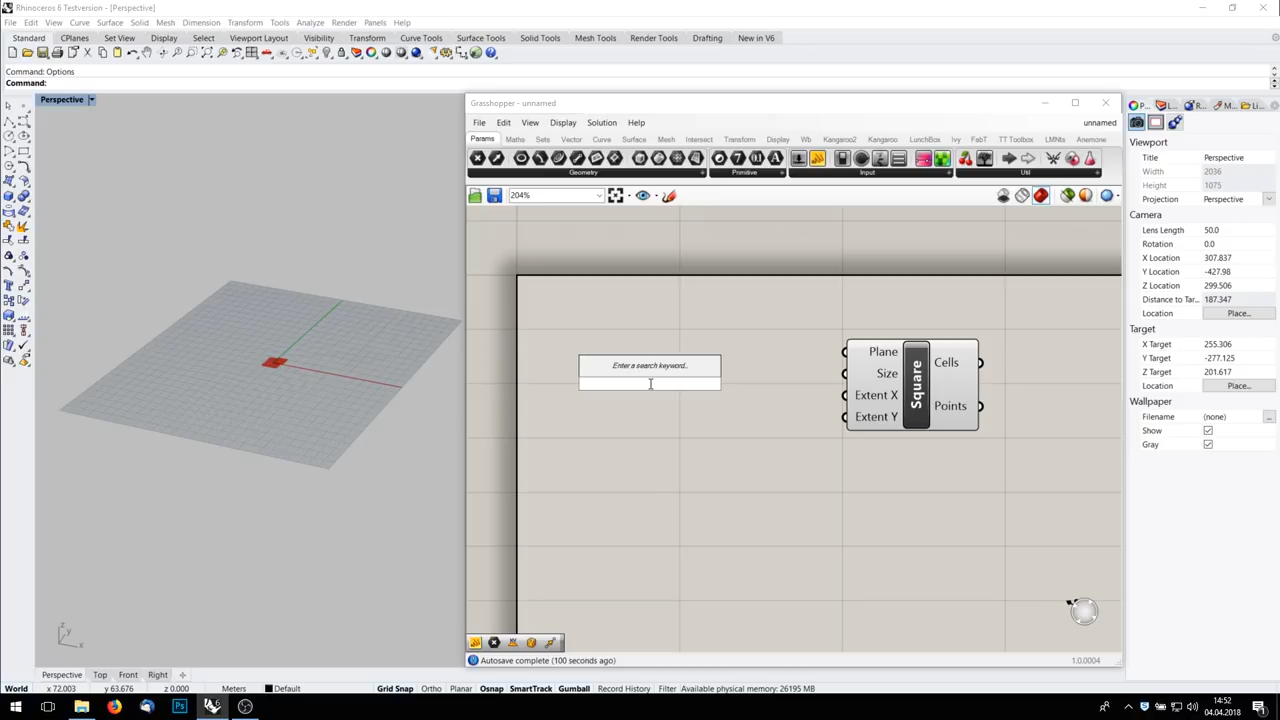 Rhinoceros 6 Testversion - [Perspective]
File Edit View Curve Surface Solid Mesh Dimension Transform Tools Analyze Render Panels Help
Standard CPlanes Set View Display Select Viewport Layout Visibility Transform Curve Tools Surface Tools Solid Tools Mesh Tools Render Tools Drafting New in V6
Command: Options
Command:
Perspective
Grasshopper - unnamed
File Edit View Display Solution Help unnamed
Params Maths Sets Vector Curve Surface Mesh Intersect Transform Display Wb Kangaroo2 Kangaroo LunchBox Ivy FabT TT Toolbox LMNts Anemone
Geometry Primitive Input Util
204%
Enter a search keyword..
Plane
Size
Extent X
Extent Y
Square
Cells
Points
Autosave complete (100 seconds ago) 1.0.0004
P... L... R... M... Li...
Viewport
Title Perspective
Width 2036
Height 1075
Projection Perspective
Camera
Lens Length 50.0
Rotation 0.0
X Location 307.837
Y Location -427.98
Z Location 299.506
Distance to Tar... 187.347
Location Place...
Target
X Target 255.306
Y Target -277.125
Z Target 201.617
Location Place...
Wallpaper
Filename (none) ...
Show
Gray
z
y
x
Perspective Top Front Right
World x 72.003 y 63.676 z 0.000 Meters Default Grid Snap Ortho Planar Osnap SmartTrack Gumball Record History Filter Available physical memory: 26195 MB
Ps
14:52
04.04.2018